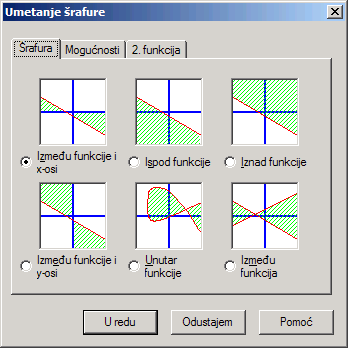 Umetanje šrafure
Šrafura
Mogućnosti
2. funkcija
Između funkcije i
x-osi
Ispod funkcije
Iznad funkcije
Između funkcije i
y-osi
Unutar
funkcije
Između
funkcija
U redu
Odustajem
Pomoć